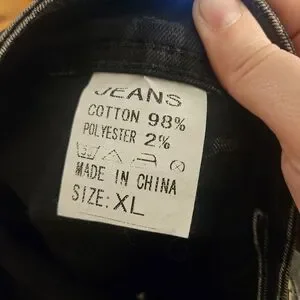 JEANS
COTTON 98%
POLYESTER 2%
MADE IN CHINA
SIZE: XL